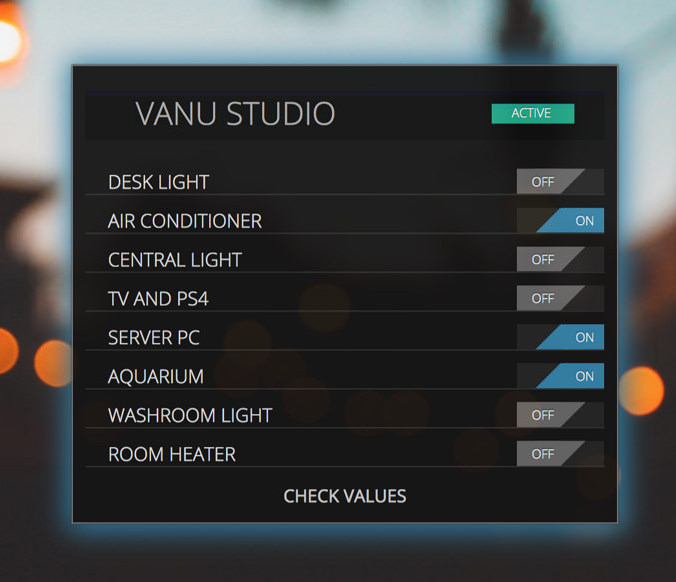 VANU STUDIO ACTIVE
DESK LIGHT OFF
AIR CONDITIONER ON
CENTRAL LIGHT OFF
TV AND PS4 OFF
SERVER PC ON
AQUARIUM ON
WASHROOM LIGHT OFF
ROOM HEATER OFF
CHECK VALUES